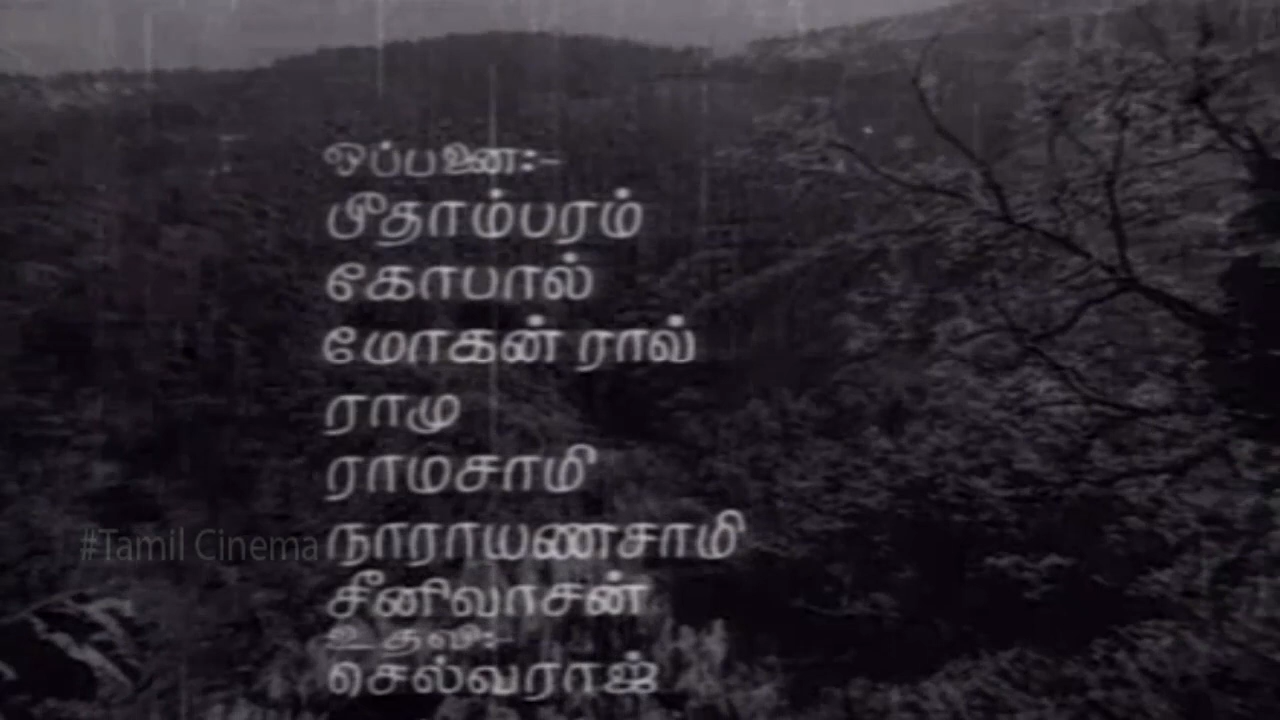 ஒப்பனை:-
பீதாம்பரம்
கோபால்
மோகன் ராவ்
ராமு
ராமசாமி
#Tamil Cinema நாராயணசாமி
சீனிவாசன்
உதவி:-
செல்வராஜ்